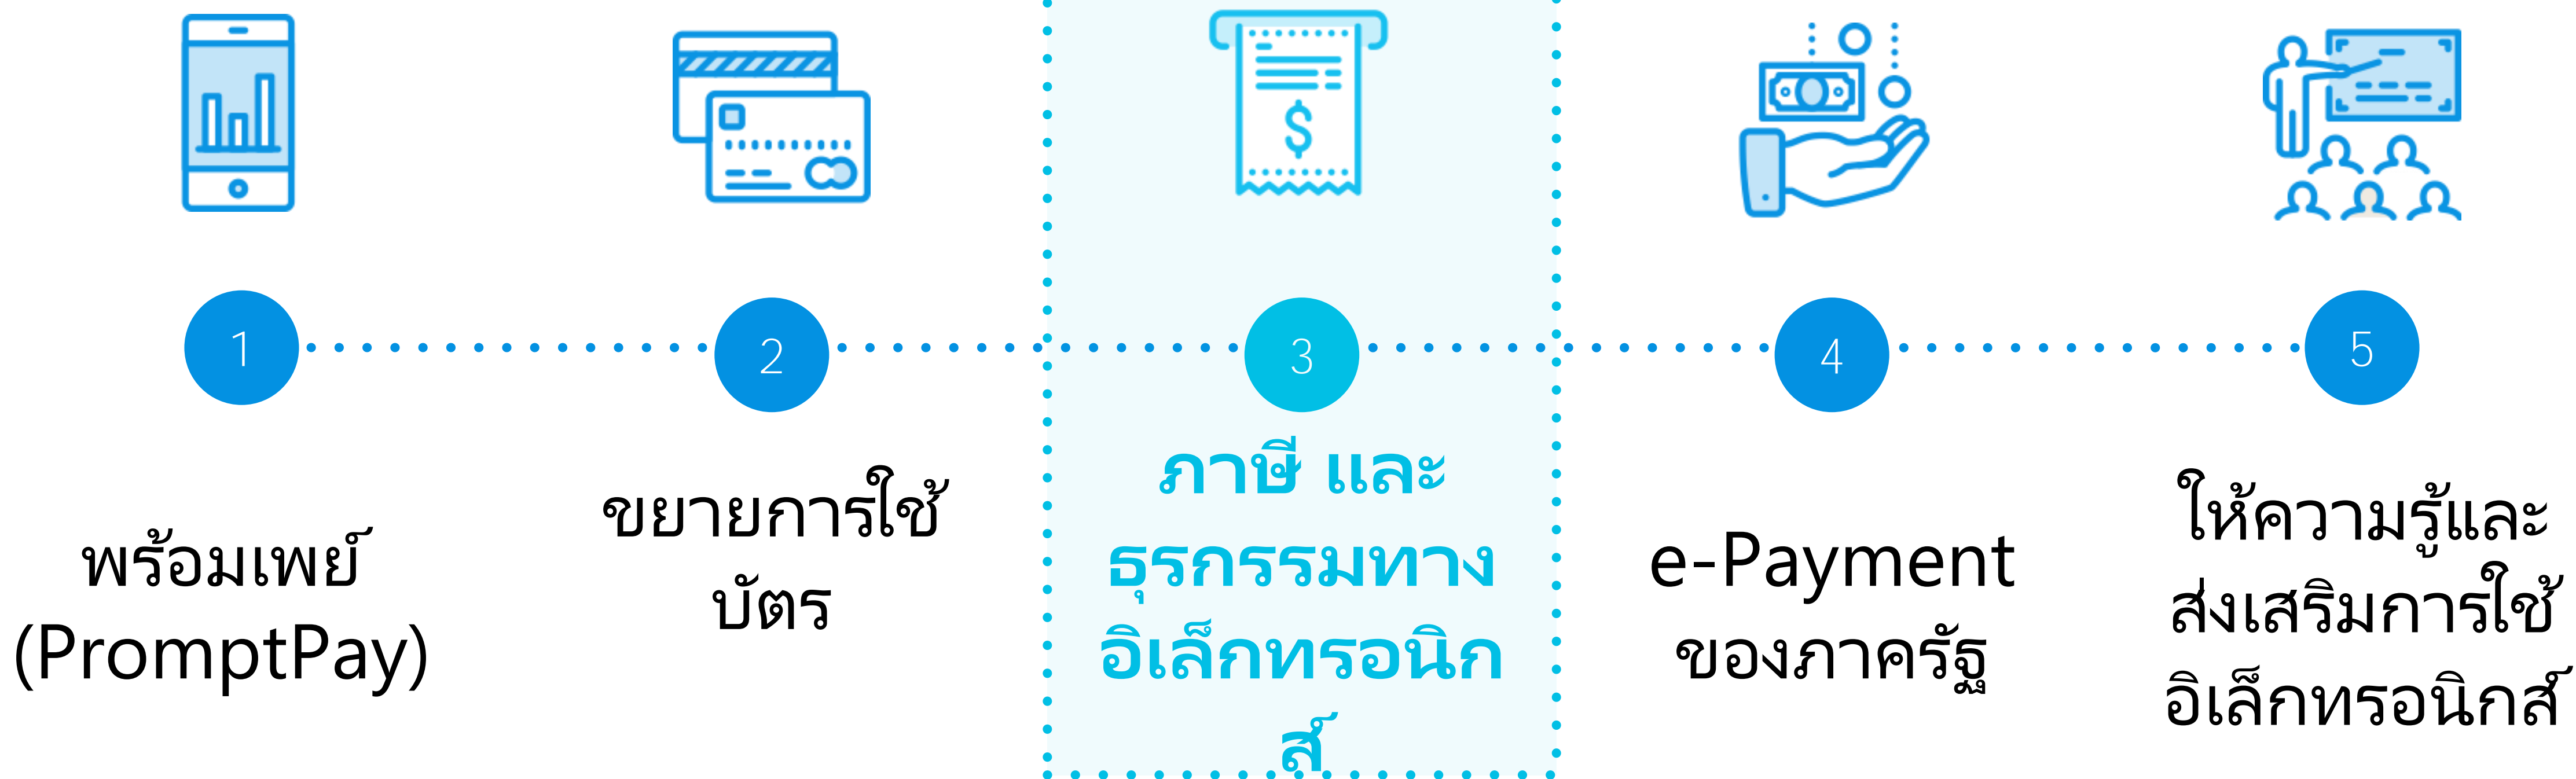 1
พร้อมเพย์
(PromptPay)
2
ขยายการใช้
บัตร
$
3
ภาษี และ
ธุรกรรมทาง
อิเล็กทรอนิก
ส์
4
e-Payment
ของภาครัฐ
5
ให้ความรู้และ
ส่งเสริมการใช้
อิเล็กทรอนิกส์